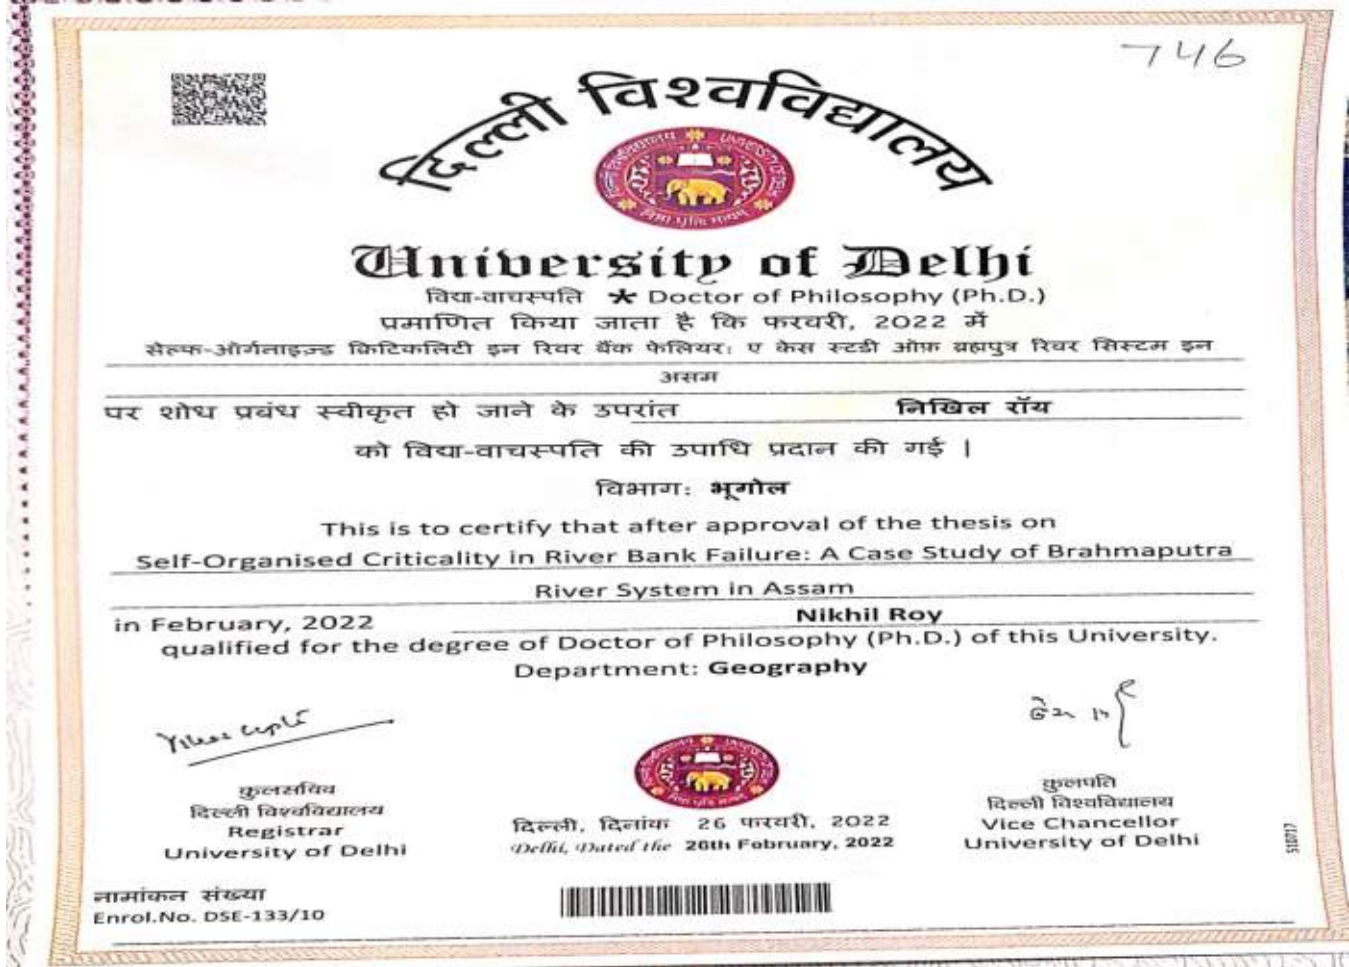 746
दिल्ली विश्वविद्यालय
University of Delhi
विद्या-वाचस्पति ★ Doctor of Philosophy (Ph.D.)
प्रमाणित किया जाता है कि फरवरी, 2022 में
सेल्फ-ऑर्गनाइज़्ड क्रिटिकलिटी इन रिवर बैंक फेलियर: ए केस स्टडी ऑफ़ ब्रह्मपुत्र रिवर सिस्टम इन
असम
पर शोध प्रबंध स्वीकृत हो जाने के उपरांत निखिल रॉय
को विद्या-वाचस्पति की उपाधि प्रदान की गई |
विभाग: भूगोल
This is to certify that after approval of the thesis on
Self-Organised Criticality in River Bank Failure: A Case Study of Brahmaputra
River System in Assam
in February, 2022 Nikhil Roy
qualified for the degree of Doctor of Philosophy (Ph.D.) of this University.
Department: Geography
कुलसचिव
दिल्ली विश्वविद्यालय
Registrar
University of Delhi
दिल्ली, दिनांक 26 फरवरी, 2022
Delhi, Dated the 26th February, 2022
कुलपति
दिल्ली विश्वविद्यालय
Vice Chancellor
University of Delhi
510717
नामांकन संख्या
Enrol.No. DSE-133/10